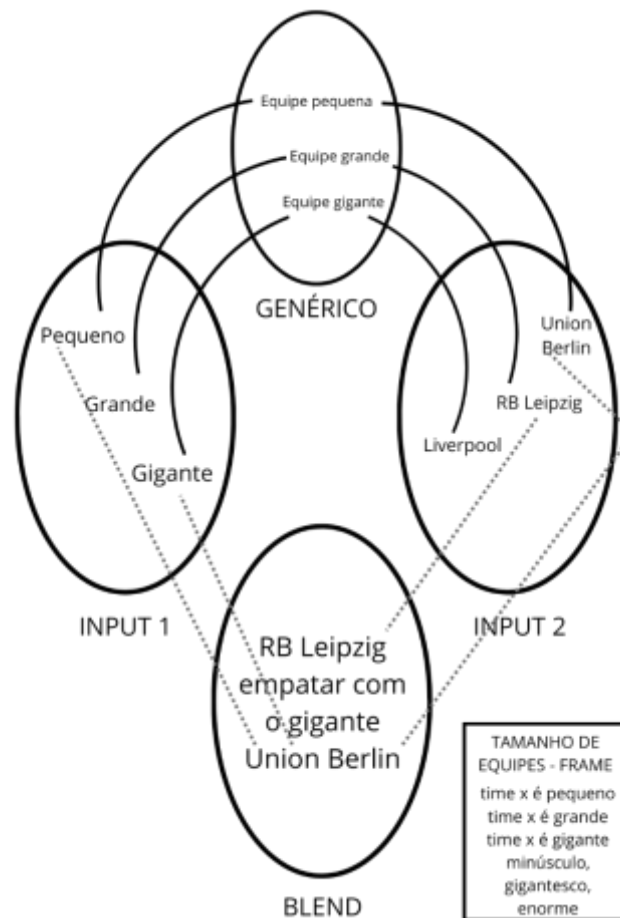 Equipe pequena
Equipe grande
Equipe gigante
GENÉRICO
Pequeno
Grande
Gigante
INPUT 1
Union
Berlin
RB Leipzig
Liverpool
INPUT 2
RB Leipzig
empatar com
o gigante
Union Berlin
BLEND
TAMANHO DE
EQUIPES - FRAME
time x é pequeno
time x é grande
time x é gigante
minúsculo,
gigantesco,
enorme